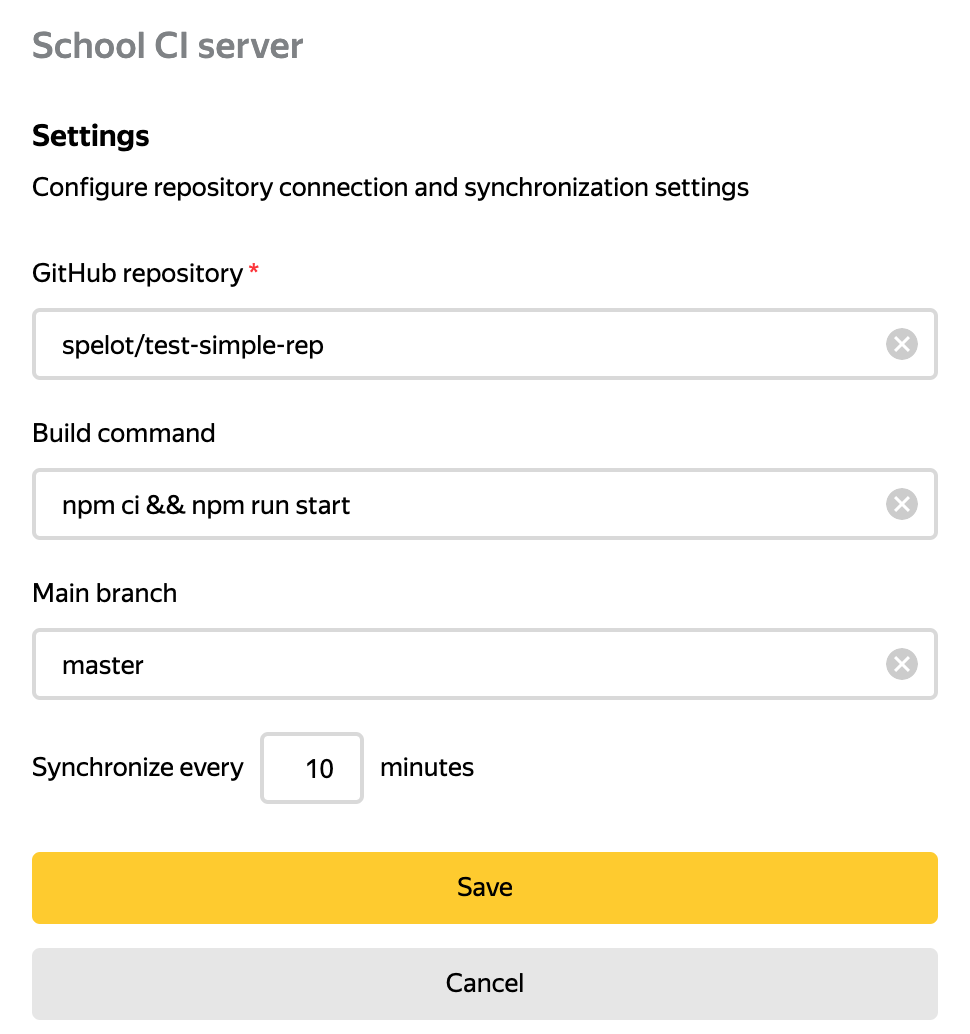 School CI server
Settings
Configure repository connection and synchronization settings
GitHub repository *
spelot/test-simple-rep
Build command
npm ci && npm run start
Main branch
master
Synchronize every 10 minutes
Save
Cancel